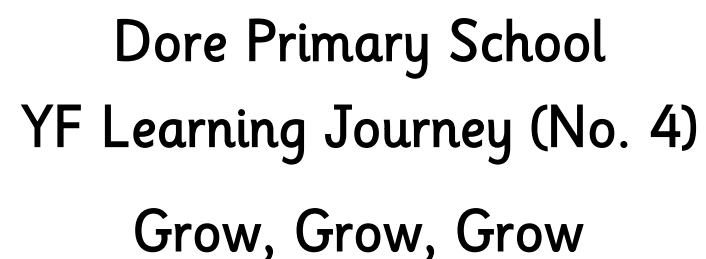 Dore Primary School
YF Learning Journey (No. 4)
Grow, Grow, Grow